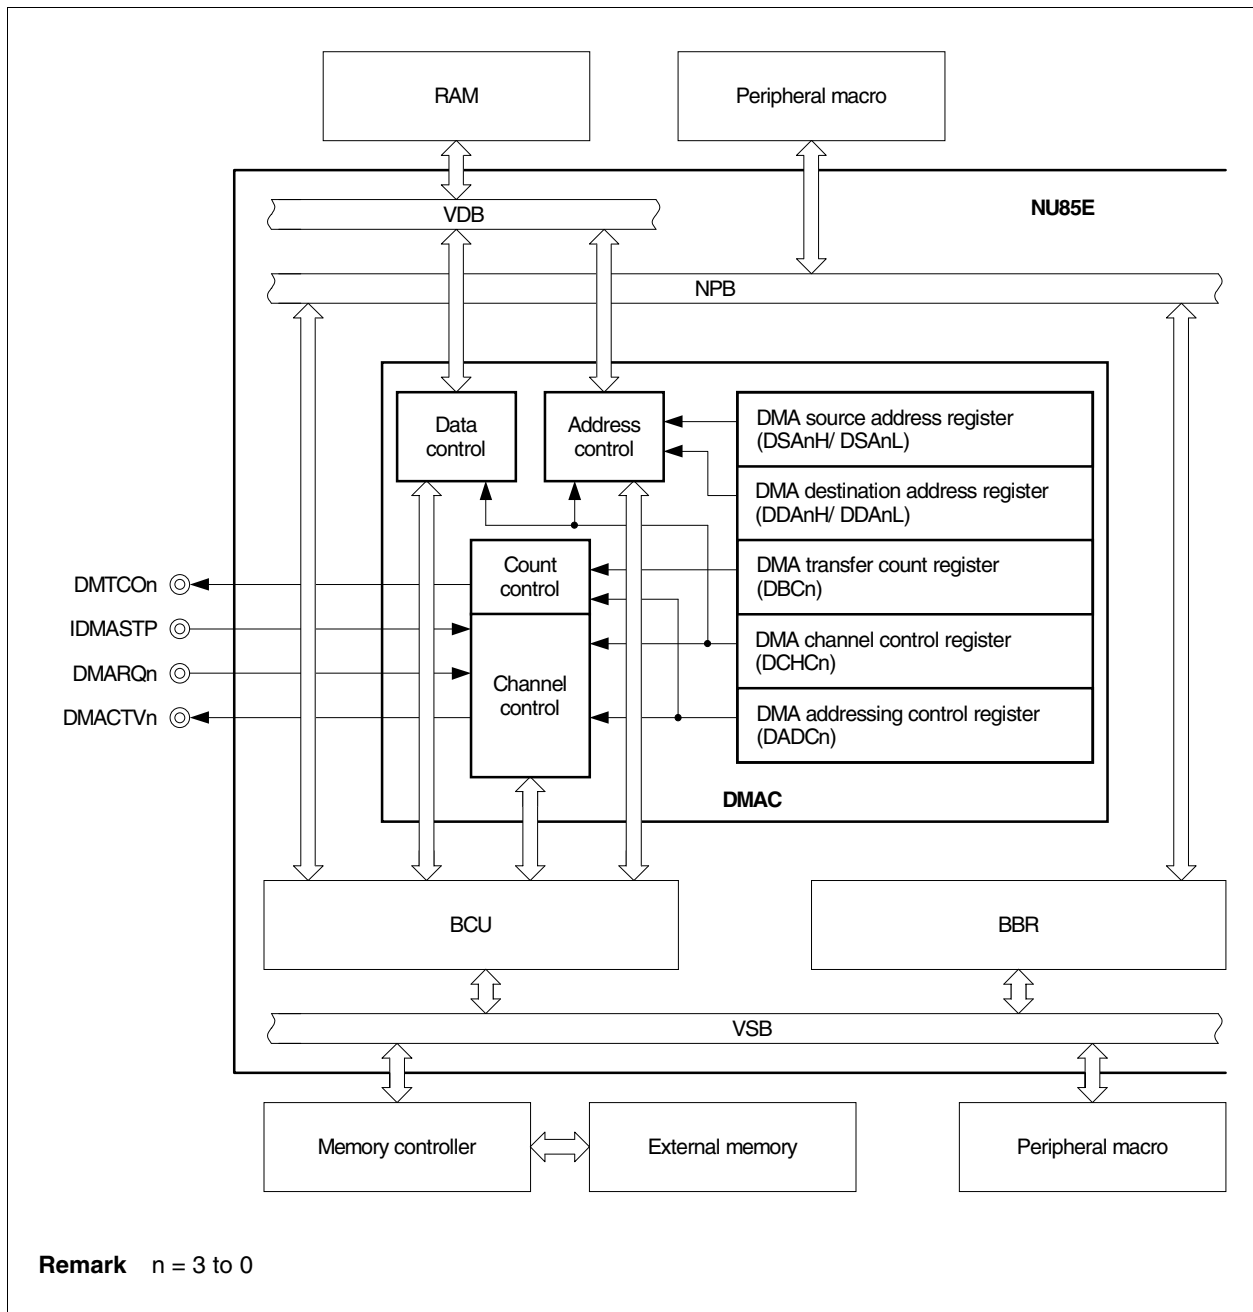 RAM
Peripheral macro
NU85E
VDB
NPB
Data
control
Address
control
DMA source address register
(DSAnH/ DSAnL)
DMA destination address register
(DDAnH/ DDAnL)
Count
control
DMA transfer count register
(DBCn)
DMTCOn
IDMASTP
DMARQn
DMACTVn
Channel
control
DMA channel control register
(DCHCn)
DMA addressing control register
(DADCn)
DMAC
BCU
BBR
VSB
Memory controller
External memory
Peripheral macro
Remark n = 3 to 0